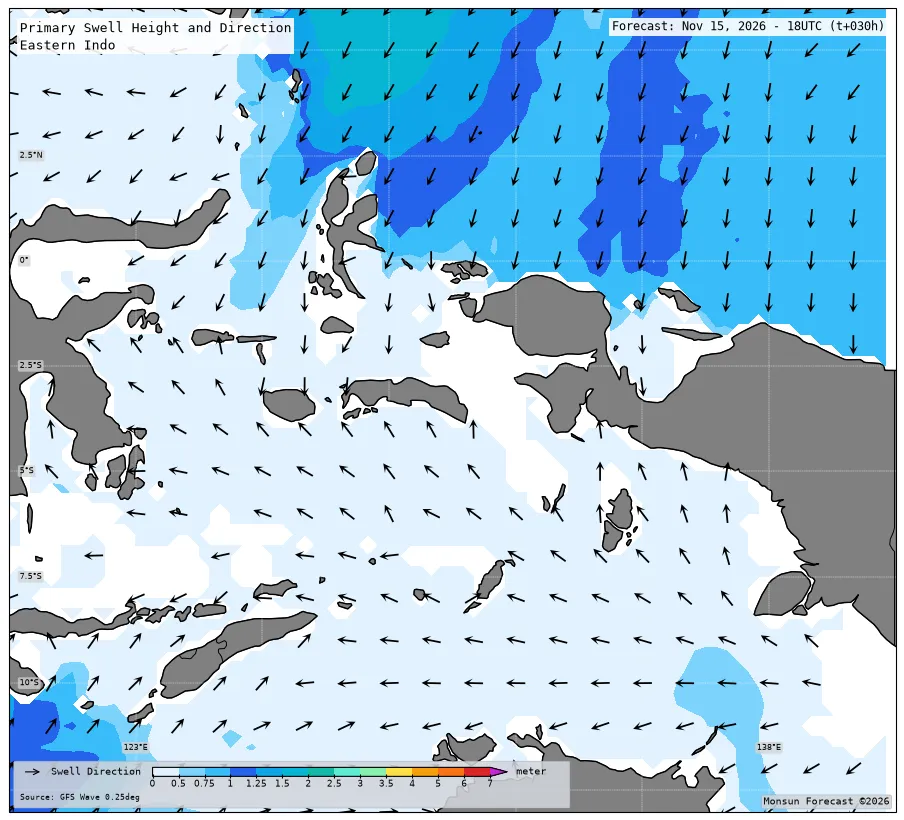 Primary Swell Height and Direction
Eastern Indo
Forecast: Nov 15, 2026 - 18UTC (t+030h)
2.5°N
0°
2.5°S
5°S
7.5°S
10°S
123°E
138°E
Swell Direction
meter
0 0.5 0.75 1 1.25 1.5 2 2.5 3 3.5 4 5 6 7
Source: GFS Wave 0.25deg
Monsun Forecast ©2026